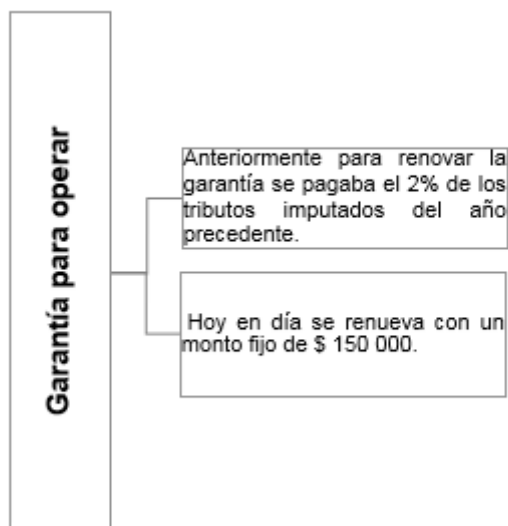 Garantía para operar
Anteriormente para renovar la
garantía se pagaba el 2% de los
tributos imputados del año
precedente.
Hoy en día se renueva con un
monto fijo de $ 150 000.